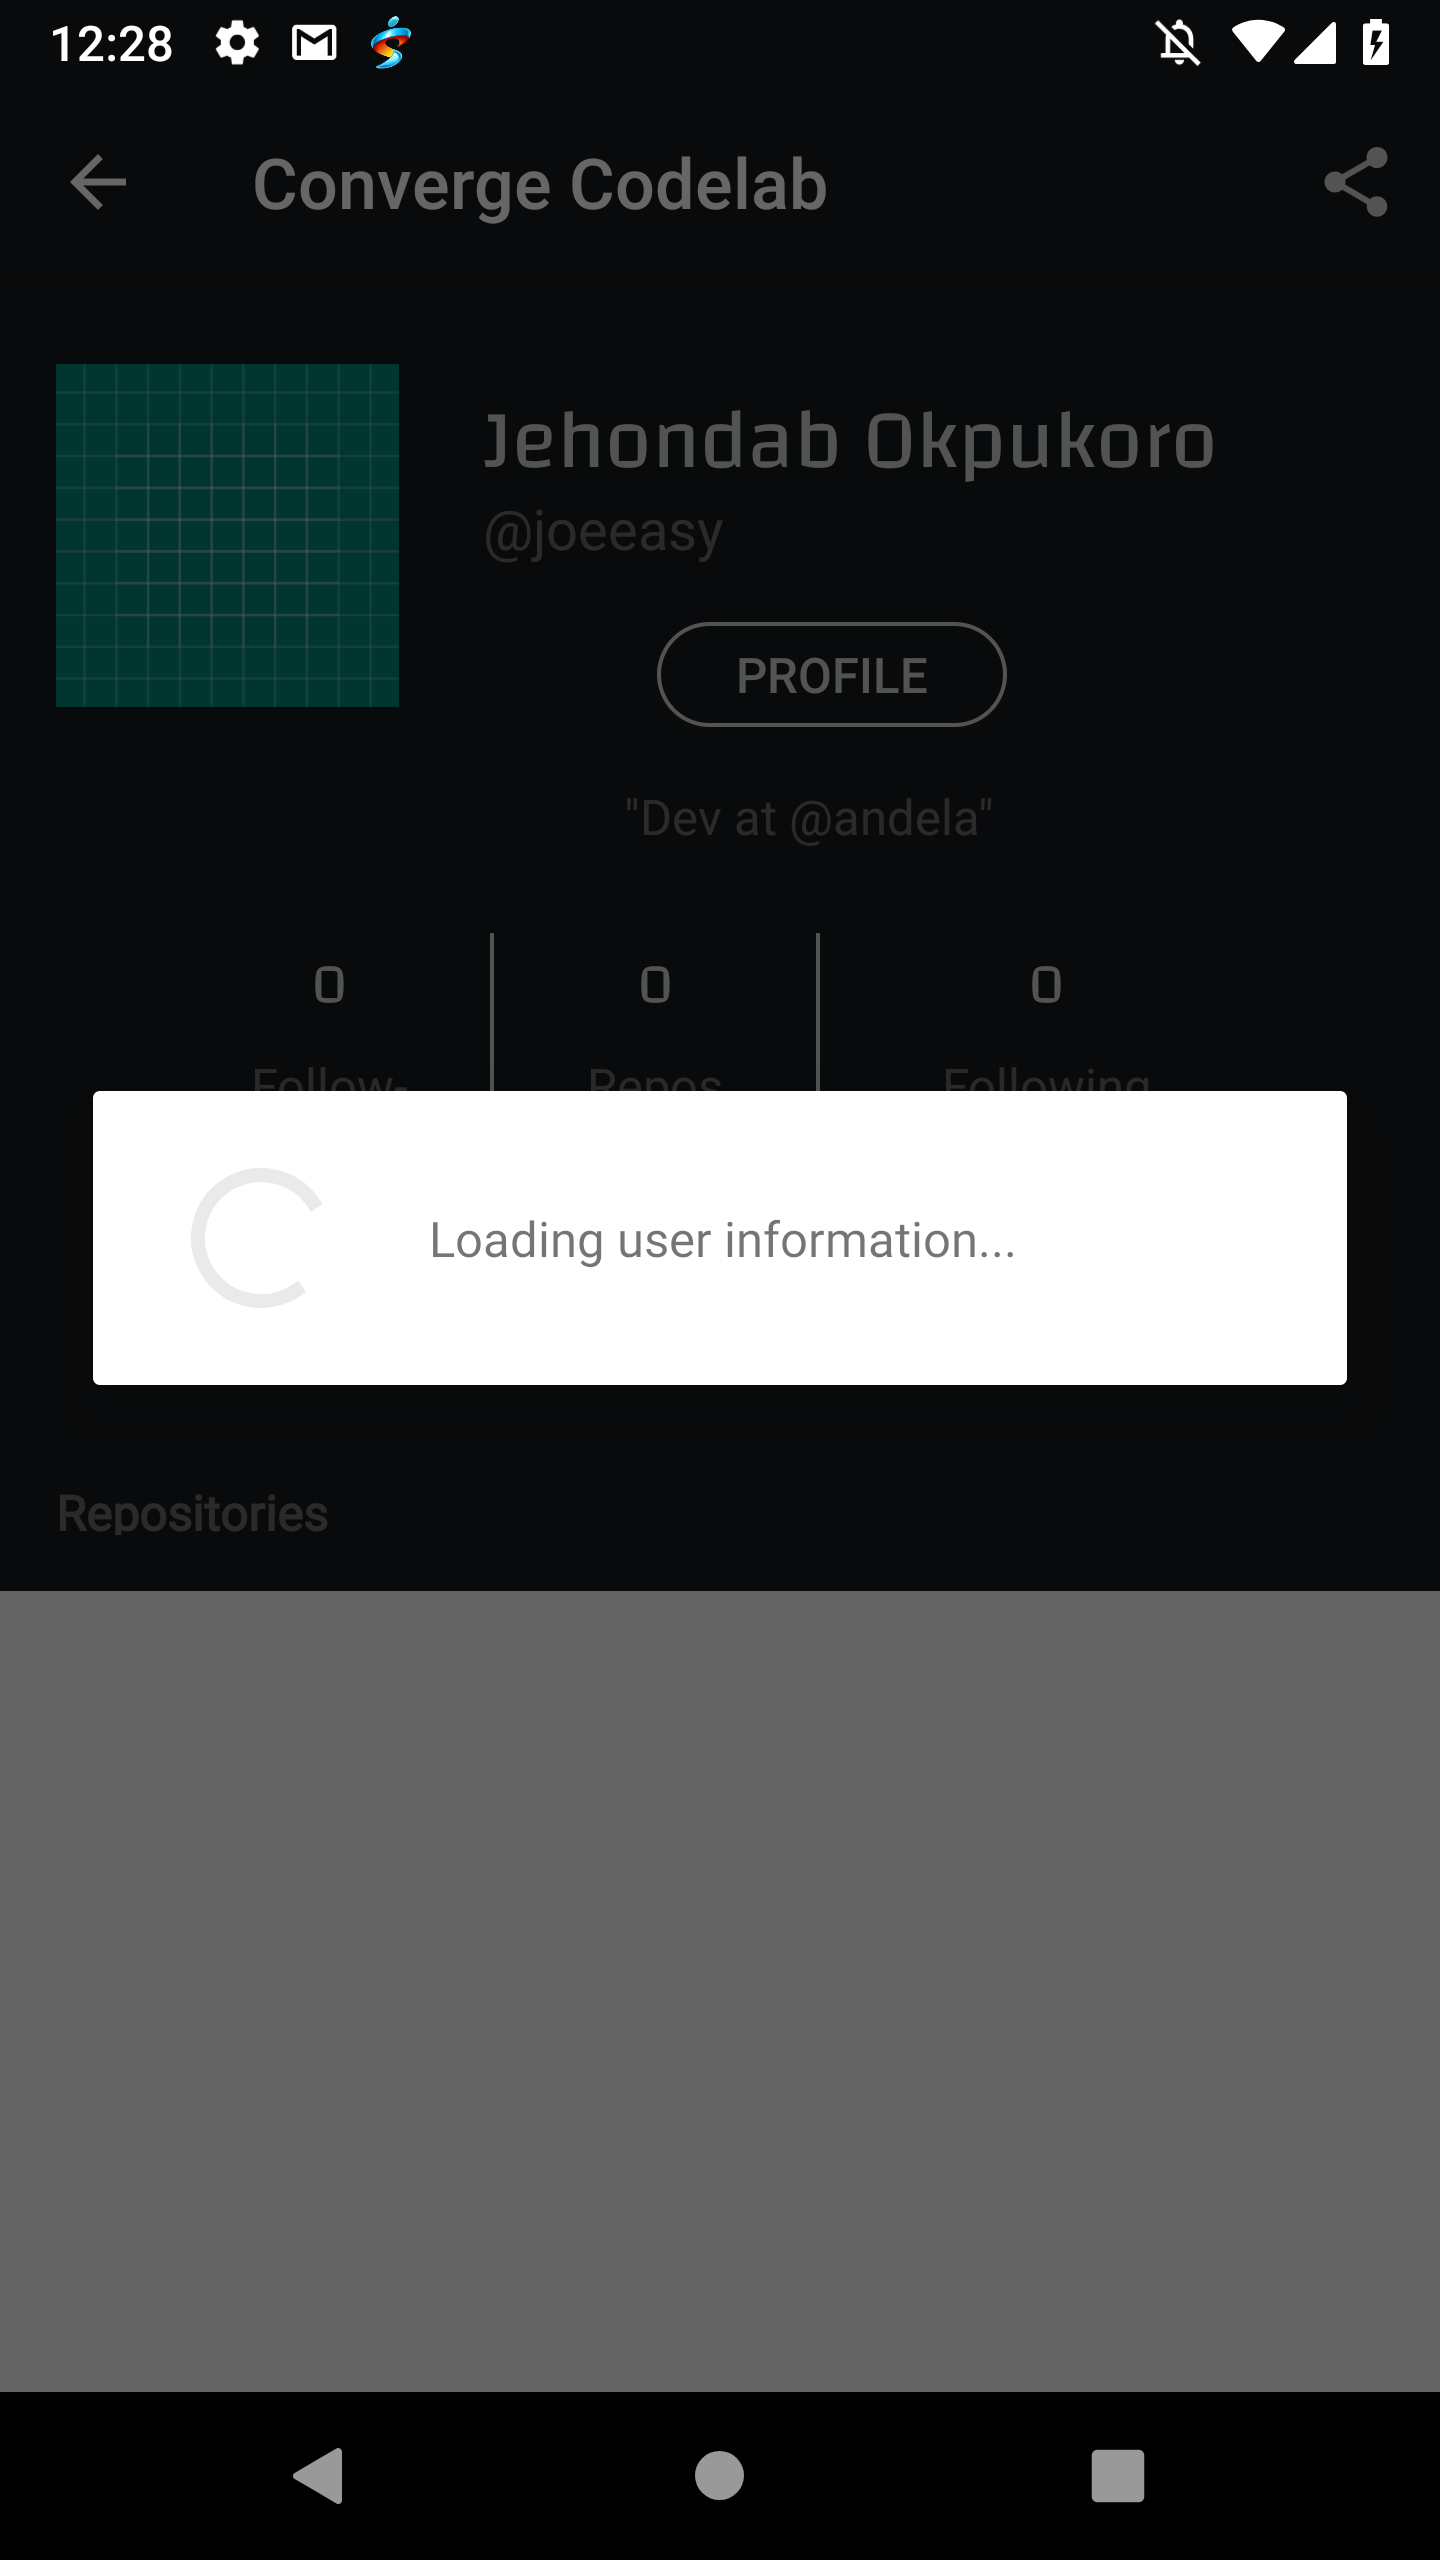 12:28
Converge Codelab
Jehondab Okpukoro
@joeeasy
PROFILE
"Dev at @andela"
0 0 0
Follow- Repos Following
Loading user information...
Repositories